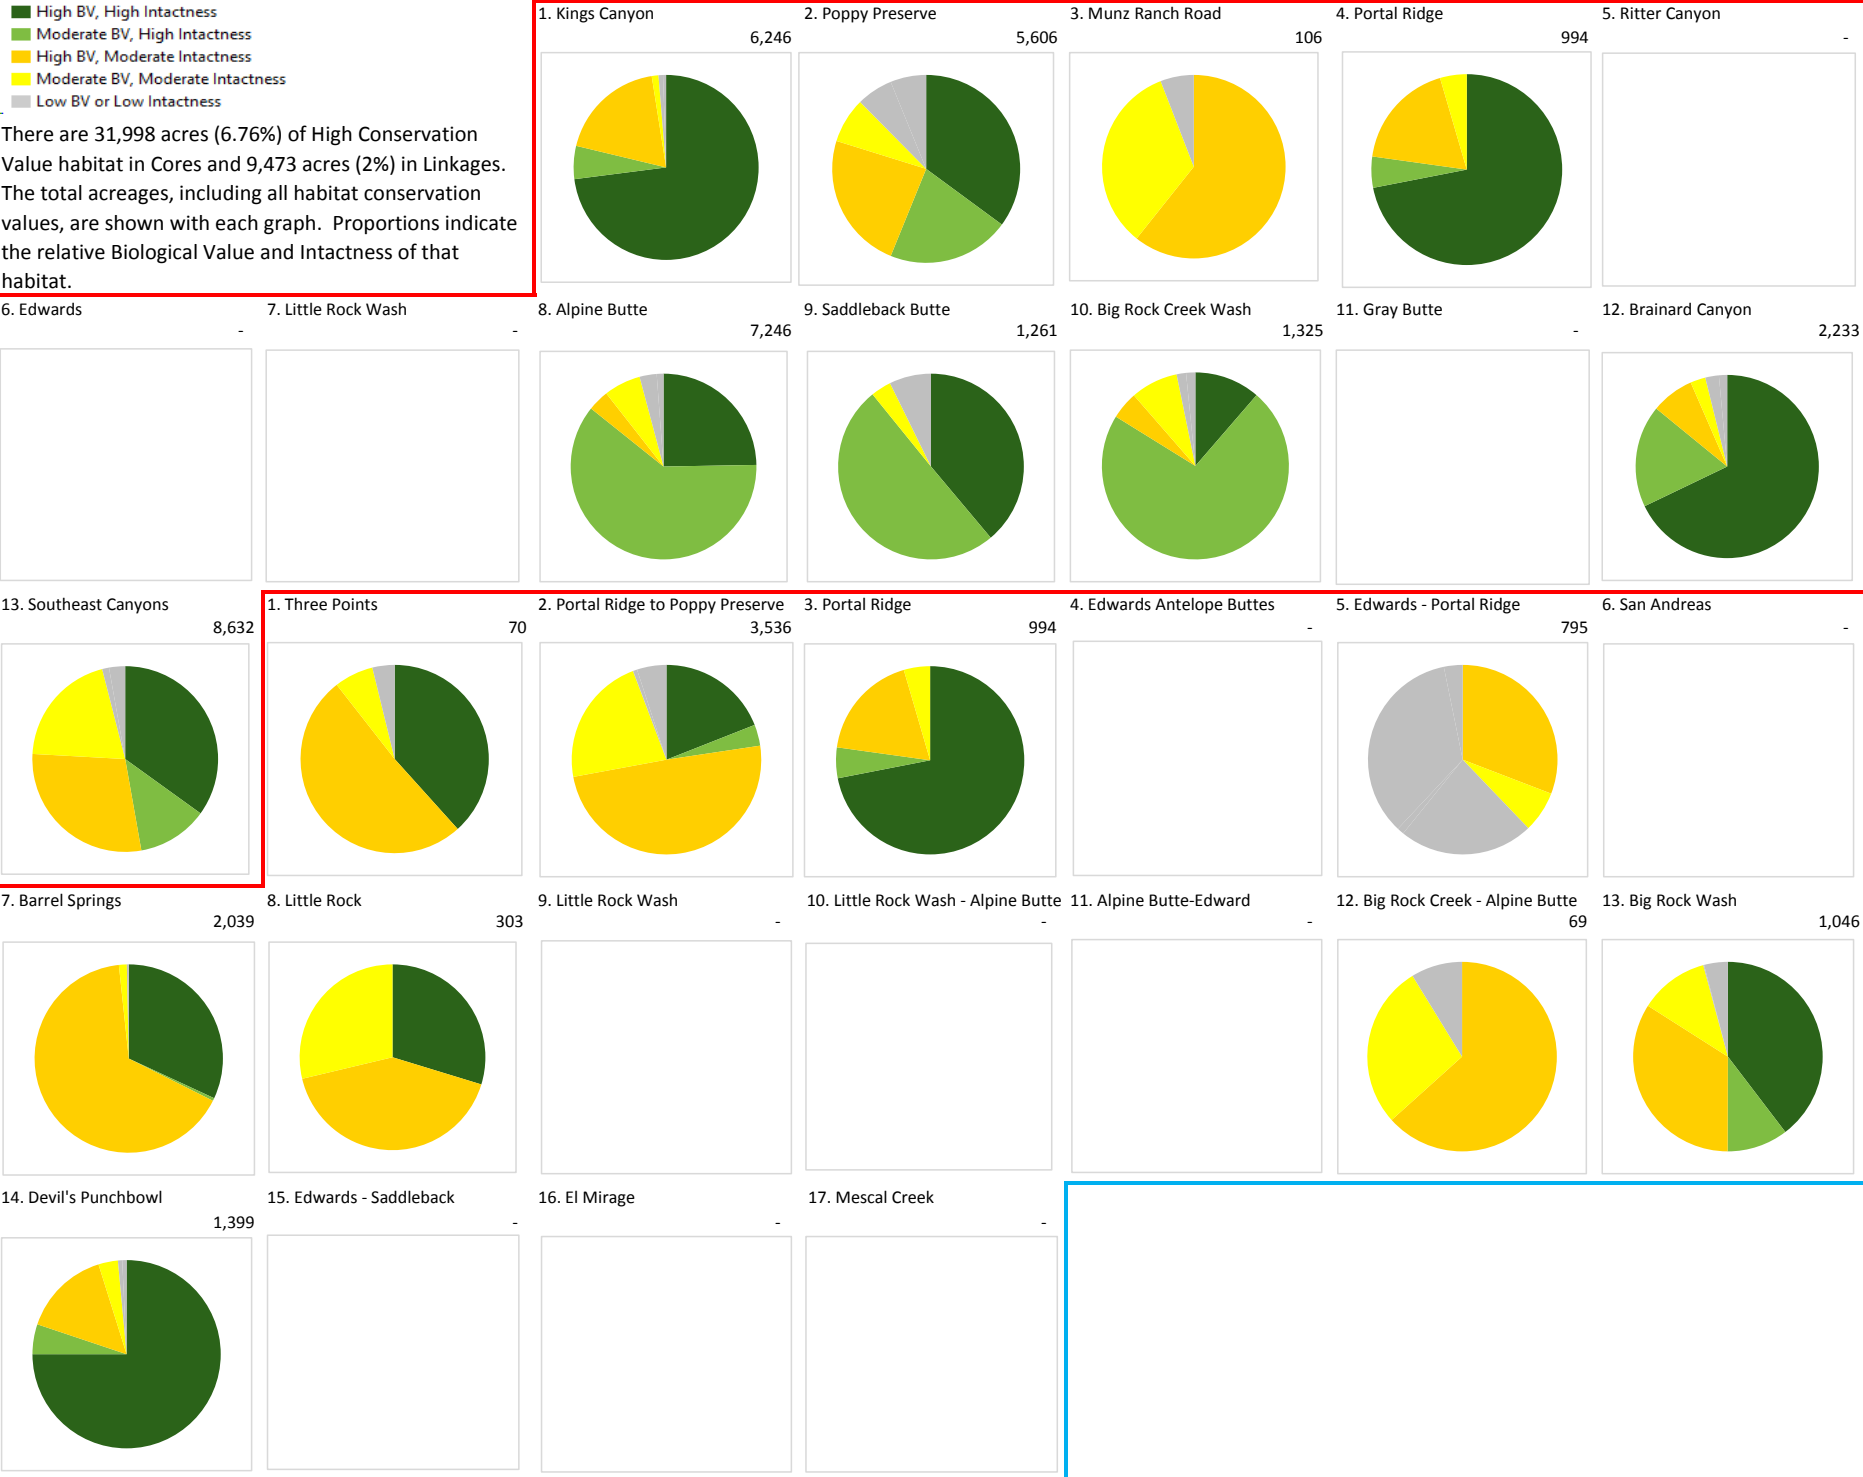 High BV, High Intactness
Moderate BV, High Intactness
High BV, Moderate Intactness
Moderate BV, Moderate Intactness
Low BV or Low Intactness
-
There are 31,998 acres (6.76%) of High Conservation
Value habitat in Cores and 9,473 acres (2%) in Linkages.
The total acreages, including all habitat conservation
values, are shown with each graph. Proportions indicate
the relative Biological Value and Intactness of that
habitat.
1. Kings Canyon
6,246
2. Poppy Preserve
5,606
3. Munz Ranch Road
106
4. Portal Ridge
994
5. Ritter Canyon
-
6. Edwards
-
7. Little Rock Wash
-
8. Alpine Butte
7,246
9. Saddleback Butte
1,261
10. Big Rock Creek Wash
1,325
11. Gray Butte
-
12. Brainard Canyon
2,233
13. Southeast Canyons
8,632
1. Three Points
70
2. Portal Ridge to Poppy Preserve
3,536
3. Portal Ridge
994
4. Edwards Antelope Buttes
-
5. Edwards - Portal Ridge
795
6. San Andreas
-
7. Barrel Springs
2,039
8. Little Rock
303
9. Little Rock Wash
-
10. Little Rock Wash - Alpine Butte
-
11. Alpine Butte-Edward
-
12. Big Rock Creek - Alpine Butte
69
13. Big Rock Wash
1,046
14. Devil's Punchbowl
1,399
15. Edwards - Saddleback
-
16. El Mirage
-
17. Mescal Creek
-